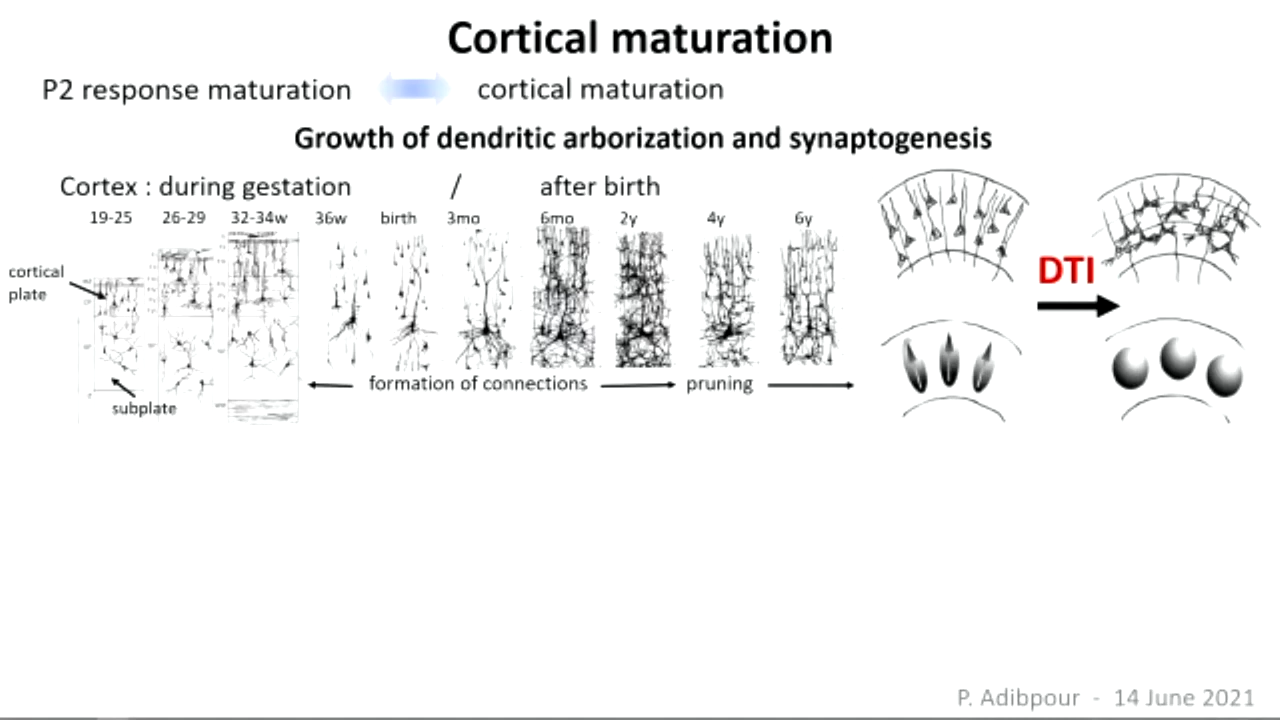 Cortical maturation
P2 response maturation cortical maturation
Growth of dendritic arborization and synaptogenesis
Cortex : during gestation / after birth
19-25 26-29 32-34w 36w birth 3mo 6mo 2y 4y 6y
cortical
plate
DTI
formation of connections pruning
subplate
P. Adibpour - 14 June 2021